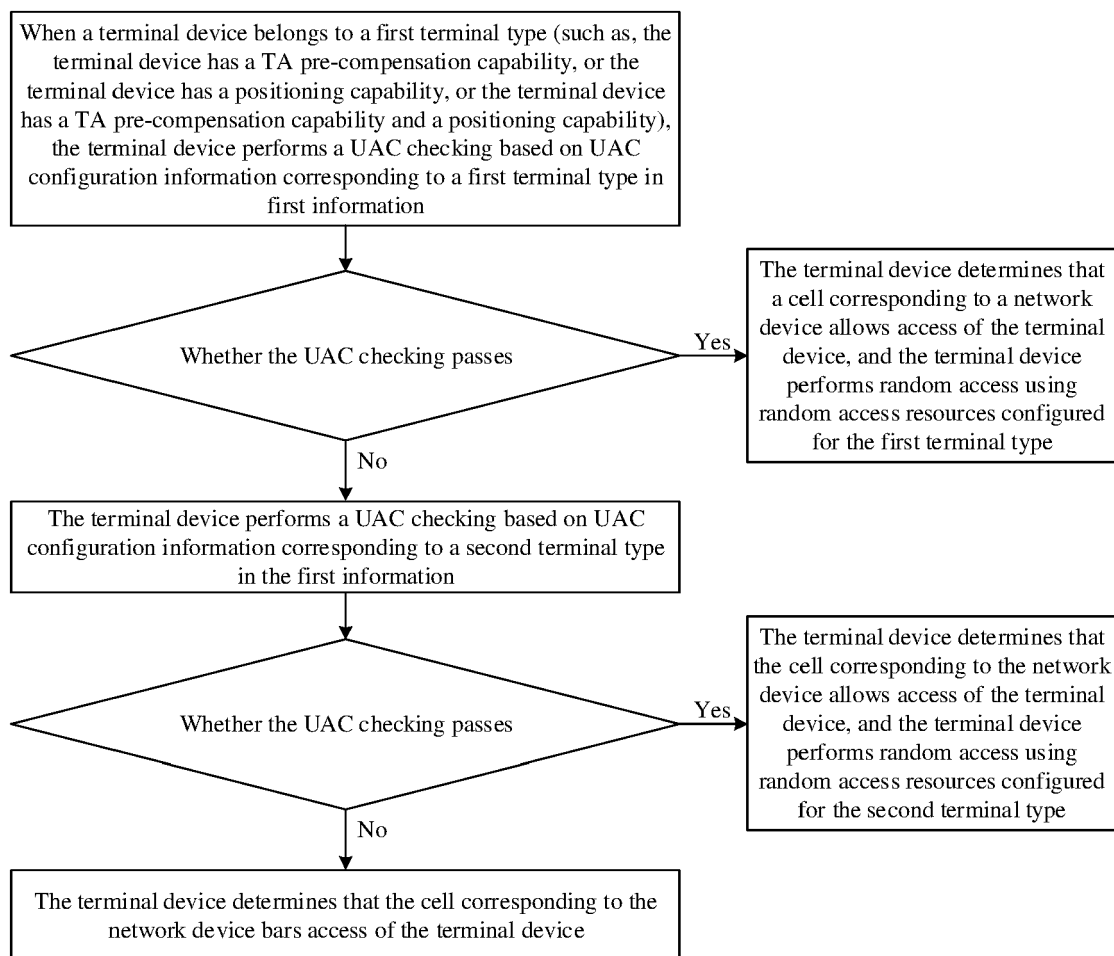 When a terminal device belongs to a first terminal type (such as, the
terminal device has a TA pre-compensation capability, or the
terminal device has a positioning capability, or the terminal device
has a TA pre-compensation capability and a positioning capability),
the terminal device performs a UAC checking based on UAC
configuration information corresponding to a first terminal type in
first information
Whether the UAC checking passes
Yes
The terminal device determines that
a cell corresponding to a network
device allows access of the terminal
device, and the terminal device
performs random access using
random access resources configured
for the first terminal type
No
The terminal device performs a UAC checking based on UAC
configuration information corresponding to a second terminal type
in the first information
Whether the UAC checking passes
Yes
The terminal device determines that
the cell corresponding to the network
device allows access of the terminal
device, and the terminal device
performs random access using
random access resources configured
for the second terminal type
No
The terminal device determines that the cell corresponding to the
network device bars access of the terminal device